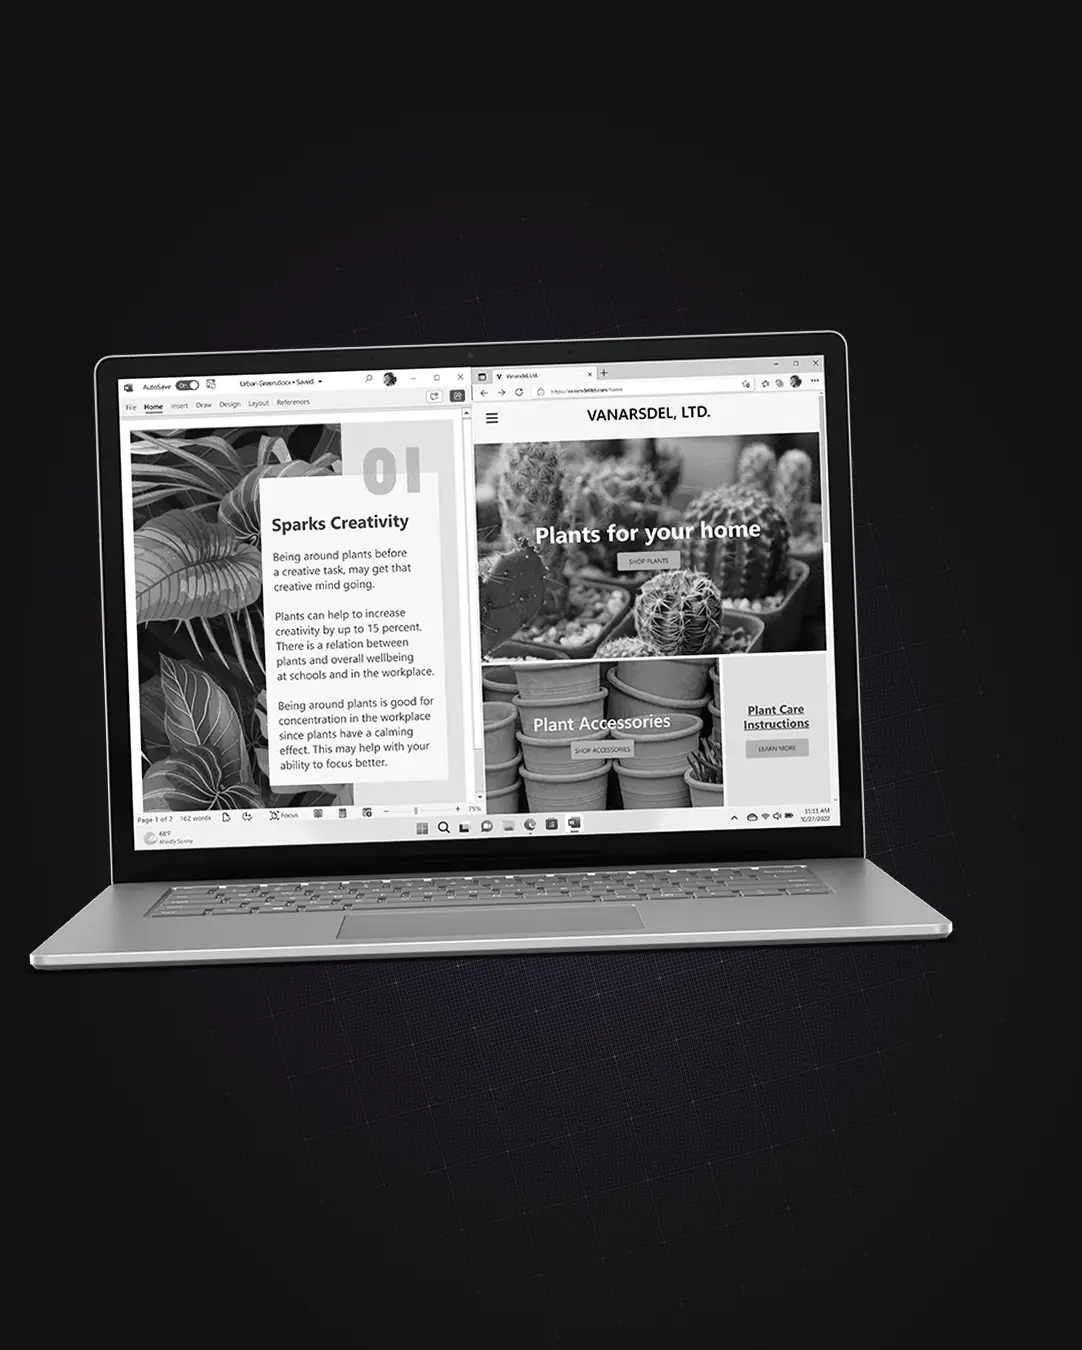 AutoSave On Urban Green.docx • Saved
File Home Insert Draw Design Layout References
01
Sparks Creativity
Being around plants before
a creative task, may get that
creative mind going.
Plants can help to increase
creativity by up to 15 percent.
There is a relation between
plants and overall wellbeing
at schools and in the workplace.
Being around plants is good for
concentration in the workplace
since plants have a calming
effect. This may help with your
ability to focus better.
Page 1 of 2 162 words Focus 75%
VanarsdelLtd.
https://vanarsdelltd.com/home
VANARSDEL, LTD.
Plants for your home
SHOP PLANTS
Plant Accessories
SHOP ACCESSORIES
Plant Care
Instructions
LEARN MORE
68°F
Mostly Sunny
11:11 AM
10/27/2022